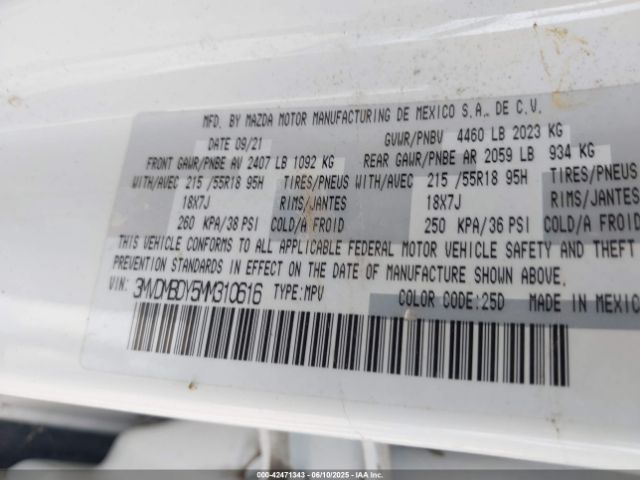 MFD. BY MAZDA MOTOR MANUFACTURING DE MEXICO S.A. DE C.V.
DATE 09/21 GVWR/PNBV 4460 LB 2023 KG
FRONT GAWR/PNBE AV 2407 LB 1092 KG REAR GAWR/PNBE AR 2059 LB 934 KG
WITH/AVEC 215 /55R18 95H TIRES/PNEUS WITH/AVEC 215 /55R18 95H TIRES/PNEUS
18X7J RIMS/JANTES 18X7J RIMS/JANTES
260 KPA/38 PSI COLD/A FROID 250 KPA/36 PSI COLD/A FROID
THIS VEHICLE CONFORMS TO ALL APPLICABLE FEDERAL MOTOR VEHICLE SAFETY AND THEFT
PREVENTION STANDARDS IN EFFECT ON THE DATE OF MANUFACTURE SHOWN ABOVE.
VIN: 3MVDMBDY5MM310616 TYPE:MPV COLOR CODE:25D MADE IN MEXICO
000-42471343 - 06/10/2025 - IAAI.COM